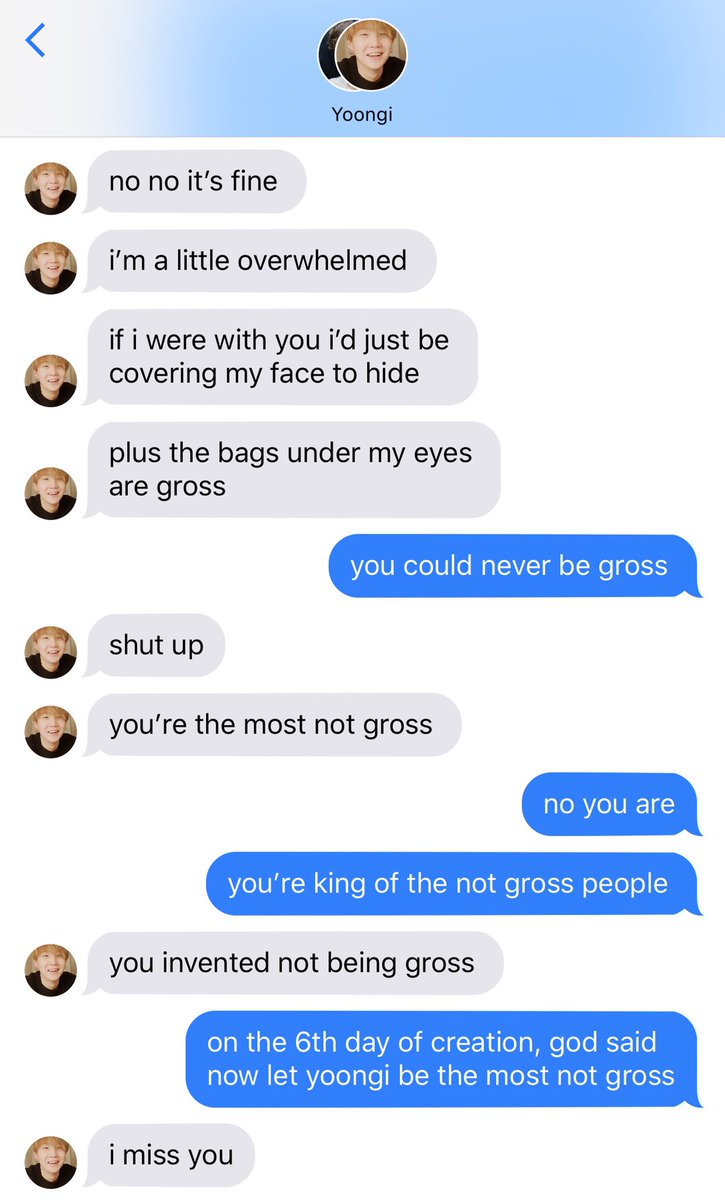 Yoongi
no no it’s fine
i’m a little overwhelmed
if i were with you i’d just be
covering my face to hide
plus the bags under my eyes
are gross
you could never be gross
shut up
you’re the most not gross
no you are
you’re king of the not gross people
you invented not being gross
on the 6th day of creation, god said
now let yoongi be the most not gross
i miss you